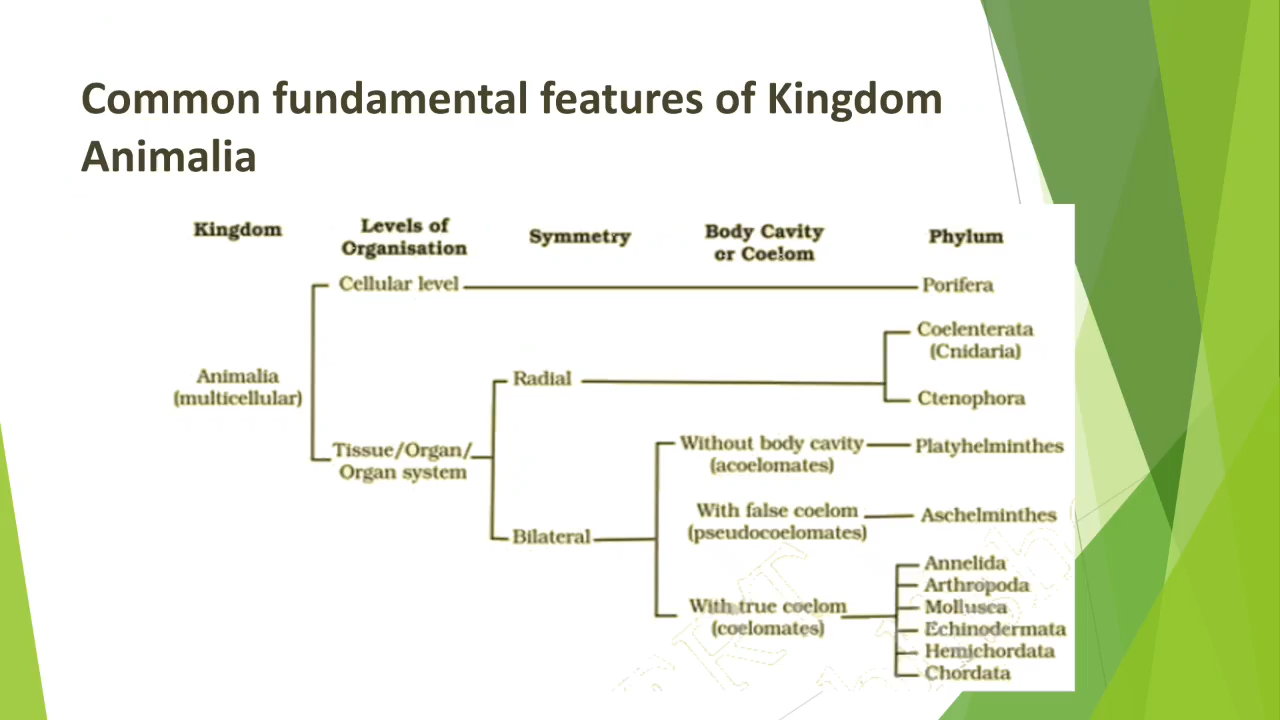 Common fundamental features of Kingdom
Animalia
Kingdom
Levels of
Organisation
Symmetry
Body Cavity
or Coelom
Phylum
Cellular level
Porifera
Coelenterata
(Cnidaria)
Animalia
(multicellular)
Radial
Ctenophora
Tissue/Organ/
Organ system
Without body cavity
(acoelomates)
Platyhelminthes
With false coelom
(pseudocoelomates)
Aschelminthes
Bilateral
With true coelom
(coelomates)
Annelida
Arthropoda
Mollusca
Echinodermata
Hemichordata
Chordata